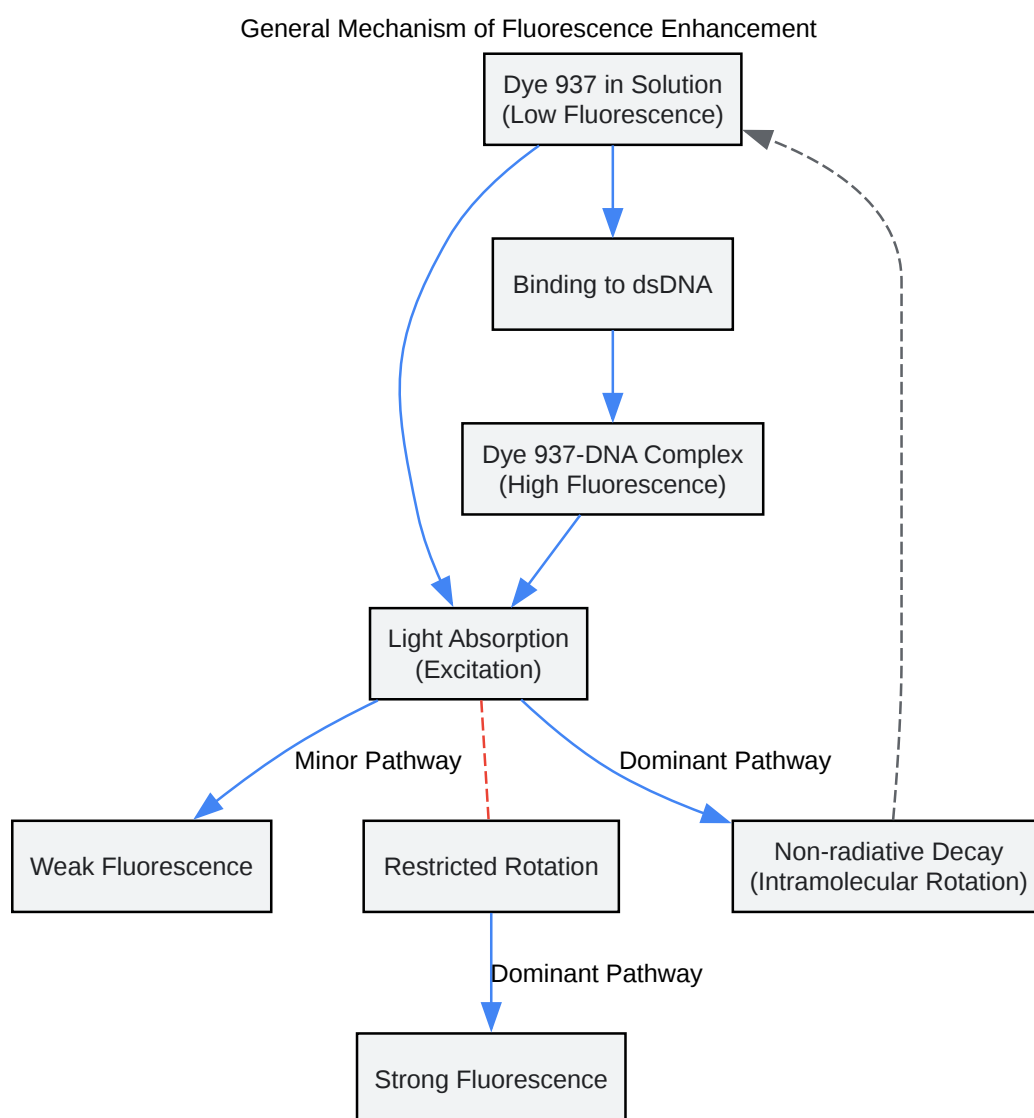 General Mechanism of Fluorescence Enhancement
Dye 937 in Solution
(Low Fluorescence)
Binding to dsDNA
Dye 937-DNA Complex
(High Fluorescence)
Light Absorption
(Excitation)
Minor Pathway
Dominant Pathway
Weak Fluorescence
Restricted Rotation
Non-radiative Decay
(Intramolecular Rotation)
Dominant Pathway
Strong Fluorescence